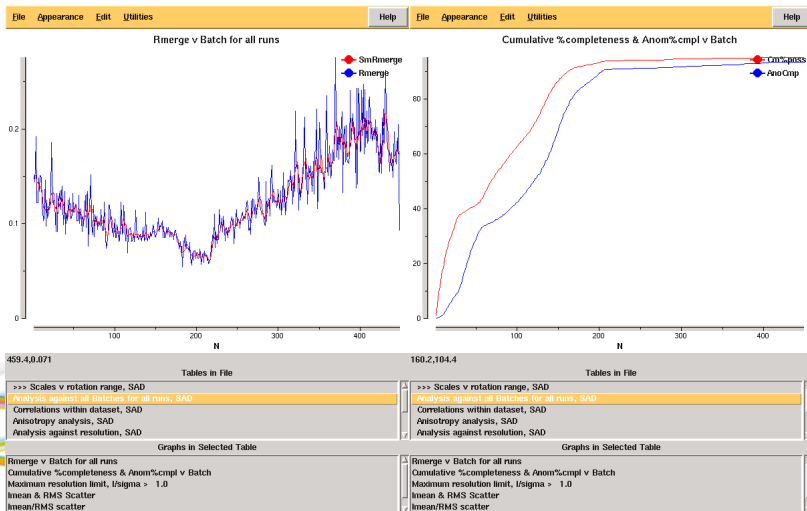 File Appearance Edit Utilities Help
Rmerge v Batch for all runs
SmRmerge
Rmerge
0.2
0.1
0
100 200 300 400
N
459.4,0.071
Tables in File
>>> Scales v rotation range, SAD
Analysis against all Batches for all runs, SAD
Correlations within dataset, SAD
Anisotropy analysis, SAD
Analysis against resolution, SAD
Graphs in Selected Table
Rmerge v Batch for all runs
Cumulative %completeness & Anom%cmpl v Batch
Maximum resolution limit, I/sigma > 1.0
Imean & RMS Scatter
Imean/RMS scatter
File Appearance Edit Utilities Help
Cumulative %completeness & Anom%cmpl v Batch
Cm%poss
AnoCmp
80
60
40
20
0
100 200 300 400
N
160.2,104.4
Tables in File
>>> Scales v rotation range, SAD
Analysis against all Batches for all runs, SAD
Correlations within dataset, SAD
Anisotropy analysis, SAD
Analysis against resolution, SAD
Graphs in Selected Table
Rmerge v Batch for all runs
Cumulative %completeness & Anom%cmpl v Batch
Maximum resolution limit, I/sigma > 1.0
Imean & RMS Scatter
Imean/RMS scatter